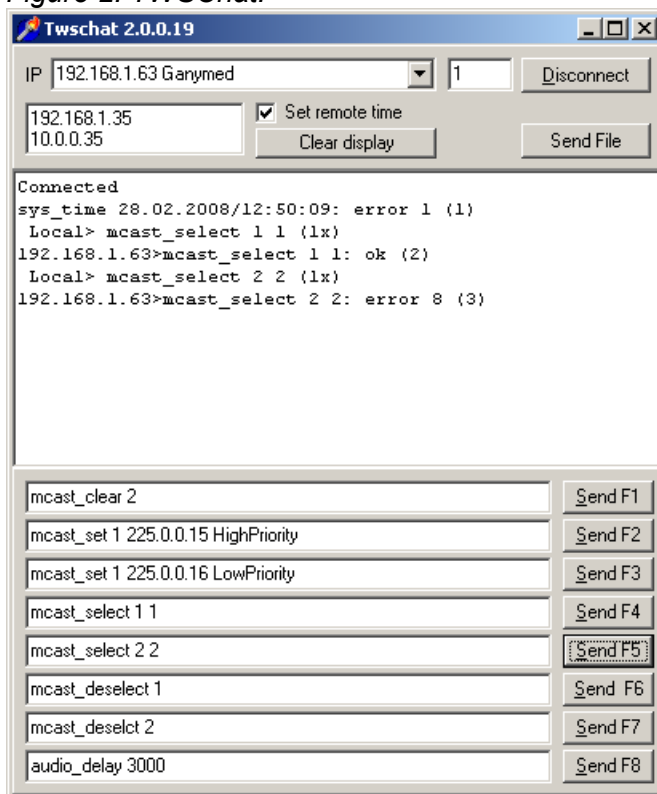 Figure 2: TWSChat.
Twschat 2.0.0.19
IP 192.168.1.63 Ganymed 1 Disconnect
192.168.1.35
10.0.0.35
Set remote time
Clear display
Send File
Connected
sys_time 28.02.2008/12:50:09: error 1 (1)
Local> mcast_select 1 1 (1x)
192.168.1.63>mcast_select 1 1: ok (2)
Local> mcast_select 2 2 (1x)
192.168.1.63>mcast_select 2 2: error 8 (3)
mcast_clear 2 Send F1
mcast_set 1 225.0.0.15 HighPriority Send F2
mcast_set 1 225.0.0.16 LowPriority Send F3
mcast_select 1 1 Send F4
mcast_select 2 2 Send F5
mcast_deselect 1 Send F6
mcast_deselct 2 Send F7
audio_delay 3000 Send F8